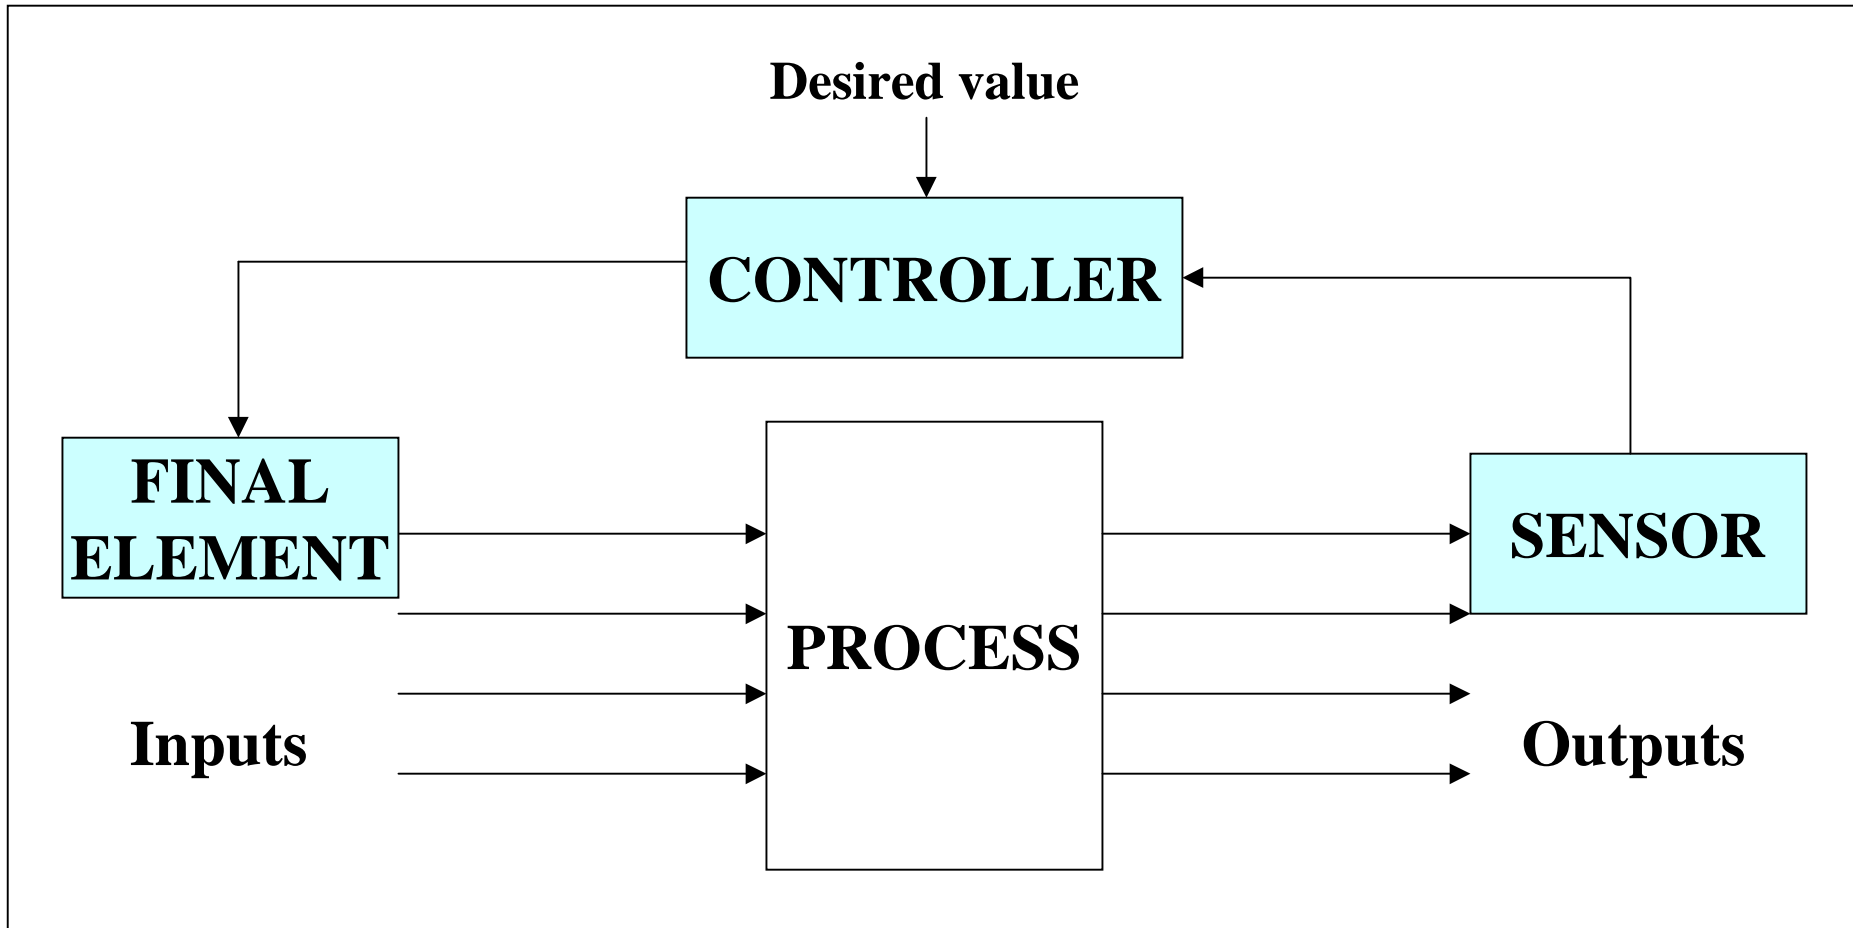 Desired value
CONTROLLER
FINAL
ELEMENT
SENSOR
PROCESS
Inputs
Outputs